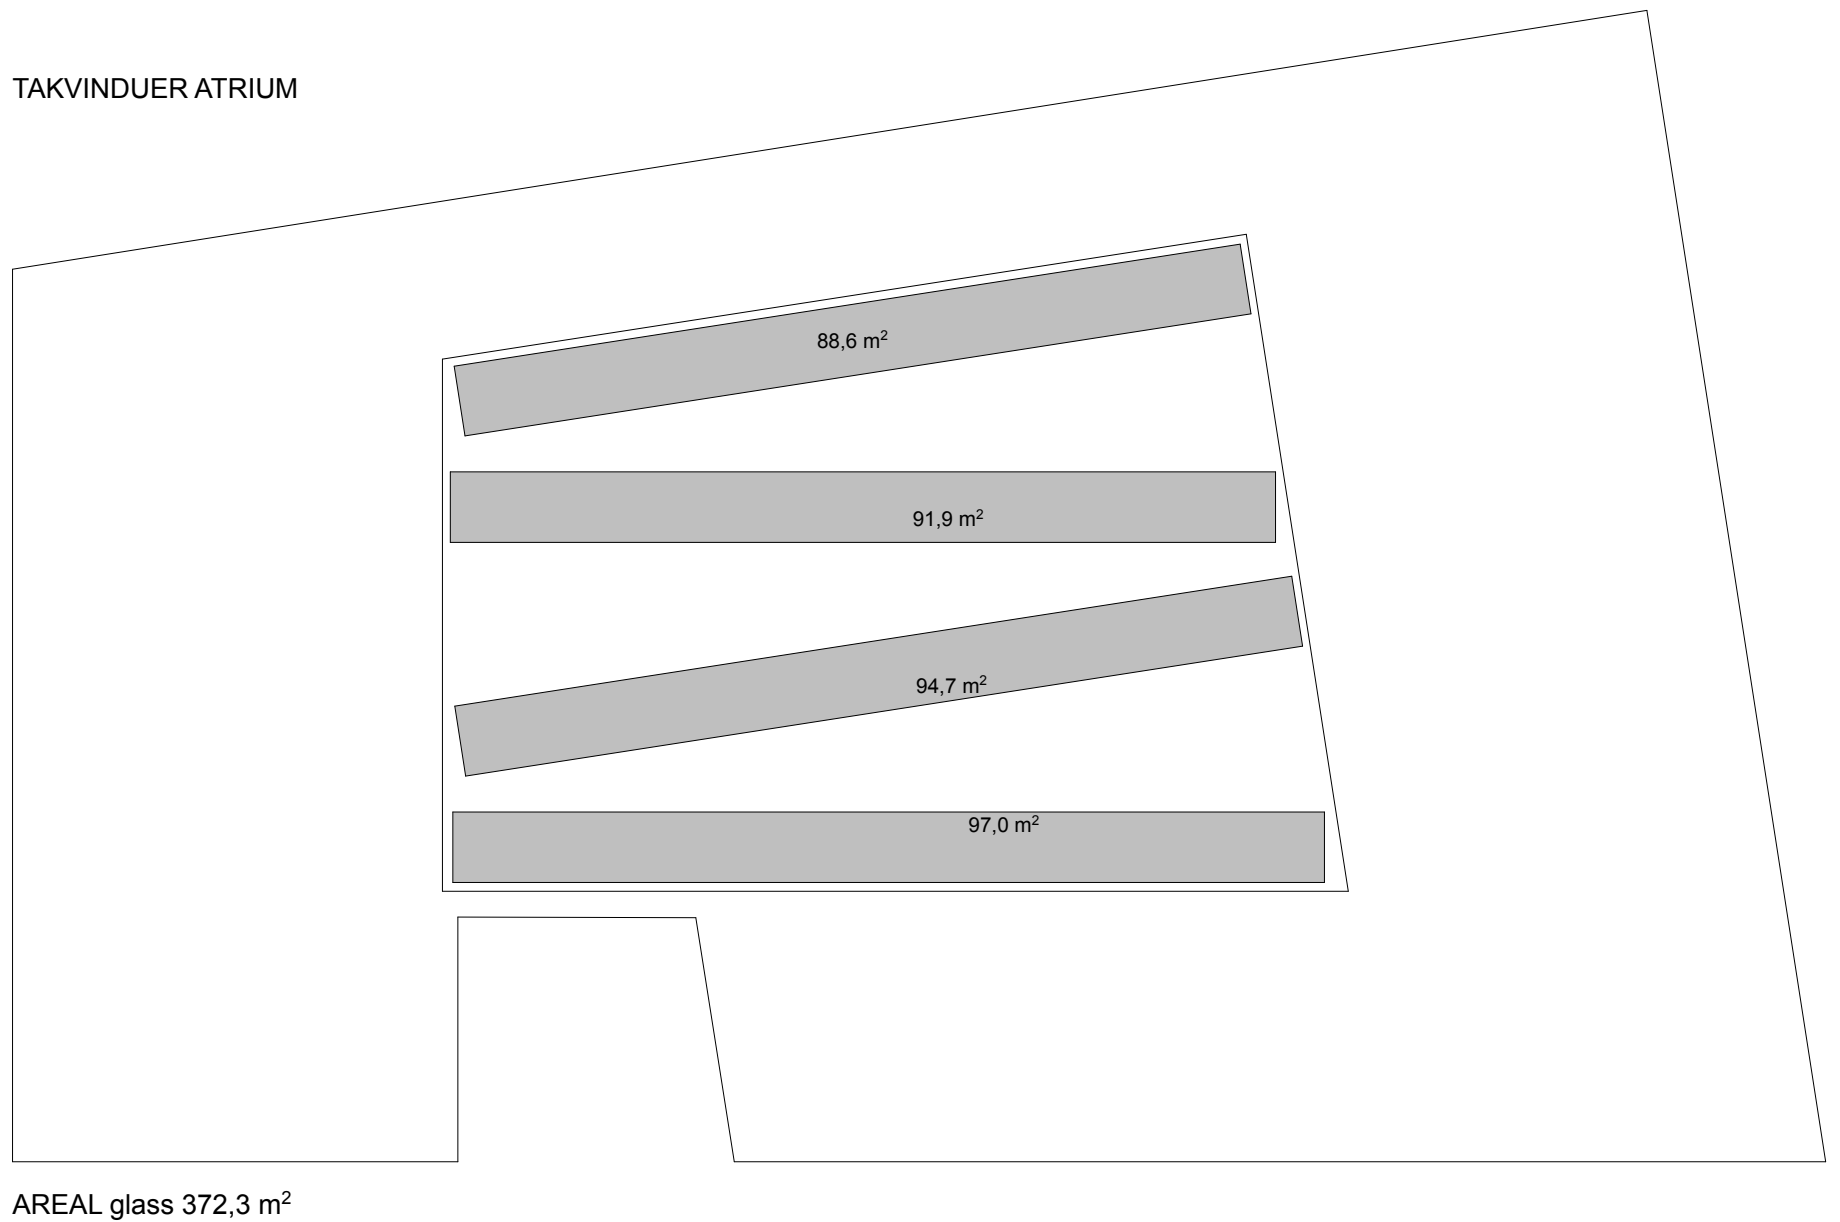 TAKVINDUER ATRIUM
88,6 m²
91,9 m²
94,7 m²
97,0 m²
AREAL glass 372,3 m²